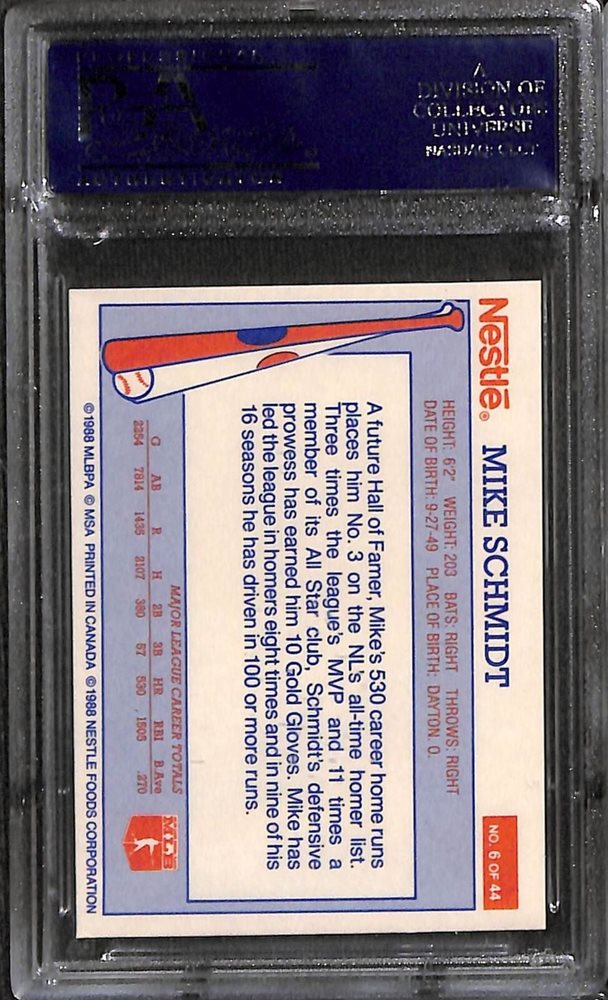 A
DIVISION OF
COLLECTORS
UNIVERSE
NASDAQ: CLCT
Nestlé®
MIKE SCHMIDT
NO. 6 OF 44
HEIGHT: 6'2" WEIGHT: 203 BATS: RIGHT THROWS: RIGHT
DATE OF BIRTH: 9-27-49 PLACE OF BIRTH: DAYTON, O.
A future Hall of Famer, Mike's 530 career home runs
places him No. 3 on the NL's all-time homer list.
Three times the league's MVP and 11 times a
member of its All Star club, Schmidt's defensive
prowess has earned him 10 Gold Gloves. Mike has
led the league in homers eight times and in nine of his
16 seasons he has driven in 100 or more runs.
MAJOR LEAGUE CAREER TOTALS
G AB R H 2B 3B HR RBI B.Ave
2254 7814 1435 2107 380 57 530 1505 .270
MLB
©1988 MLBPA © MSA PRINTED IN CANADA ©1988 NESTLE FOODS CORPORATION